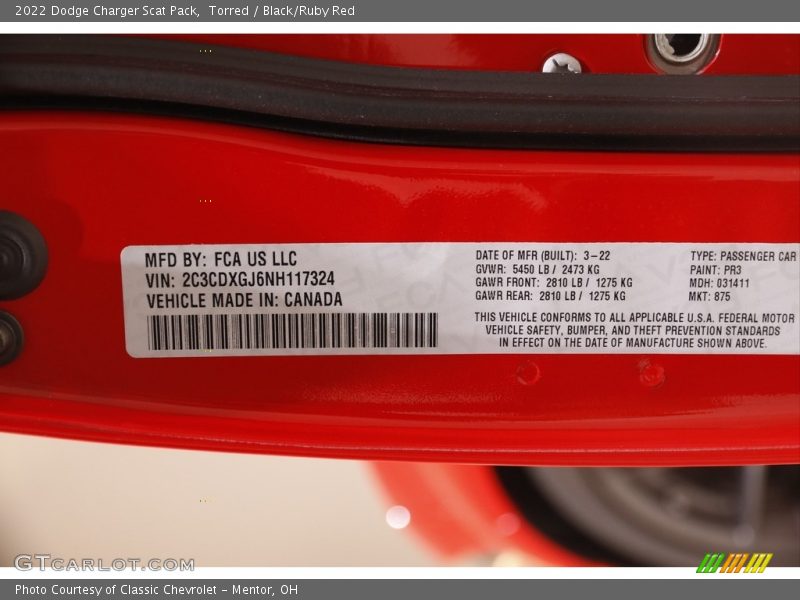 2022 Dodge Charger Scat Pack,  Torred / Black/Ruby Red
MFD BY: FCA US LLC
VIN: 2C3CDXGJ6NH117324
VEHICLE MADE IN: CANADA
DATE OF MFR (BUILT): 3-22
GVWR: 5450 LB / 2473 KG
GAWR FRONT: 2810 LB / 1275 KG
GAWR REAR: 2810 LB / 1275 KG
TYPE: PASSENGER CAR
PAINT: PR3
MDH: 031411
MKT: 875
THIS VEHICLE CONFORMS TO ALL APPLICABLE U.S.A. FEDERAL MOTOR
VEHICLE SAFETY, BUMPER, AND THEFT PREVENTION STANDARDS
IN EFFECT ON THE DATE OF MANUFACTURE SHOWN ABOVE.
GTCARLOT.COM
Photo Courtesy of Classic Chevrolet - Mentor, OH